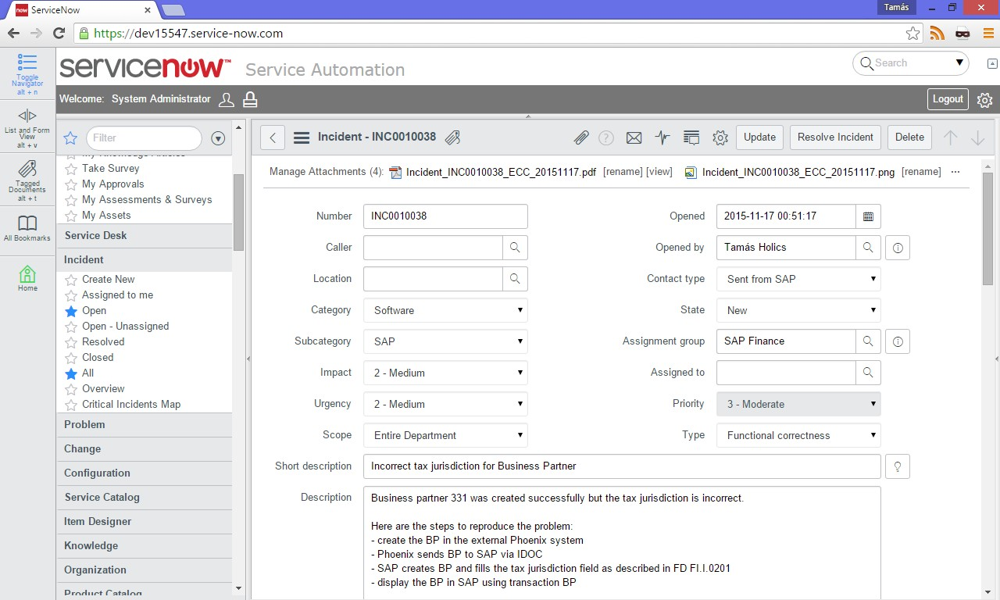 ServiceNow
Tamás
https://dev15547.service-now.com
servicenow™ Service Automation
Search
Welcome: System Administrator
Logout
Toggle
Navigator
alt + n
List and Form
View
alt + v
Tagged
Documents
alt + t
All Bookmarks
Home
Filter
My Knowledge Articles
Take Survey
My Approvals
My Assessments & Surveys
My Assets
Service Desk
Incident
Create New
Assigned to me
Open
Open - Unassigned
Resolved
Closed
All
Overview
Critical Incidents Map
Problem
Change
Configuration
Service Catalog
Item Designer
Knowledge
Organization
Product Catalog
Incident - INC0010038
Update
Resolve Incident
Delete
Manage Attachments (4): Incident_INC0010038_ECC_20151117.pdf [rename] [view] Incident_INC0010038_ECC_20151117.png [rename] ...
Number INC0010038
Opened 2015-11-17 00:51:17
Caller
Opened by Tamás Holics
Location
Contact type Sent from SAP
Category Software
State New
Subcategory SAP
Assignment group SAP Finance
Impact 2 - Medium
Assigned to
Urgency 2 - Medium
Priority 3 - Moderate
Scope Entire Department
Type Functional correctness
Short description Incorrect tax jurisdiction for Business Partner
Description Business partner 331 was created successfully but the tax jurisdiction is incorrect.
Here are the steps to reproduce the problem:
- create the BP in the external Phoenix system
- Phoenix sends BP to SAP via IDOC
- SAP creates BP and fills the tax jurisdiction field as described in FD FI.I.0201
- display the BP in SAP using transaction BP